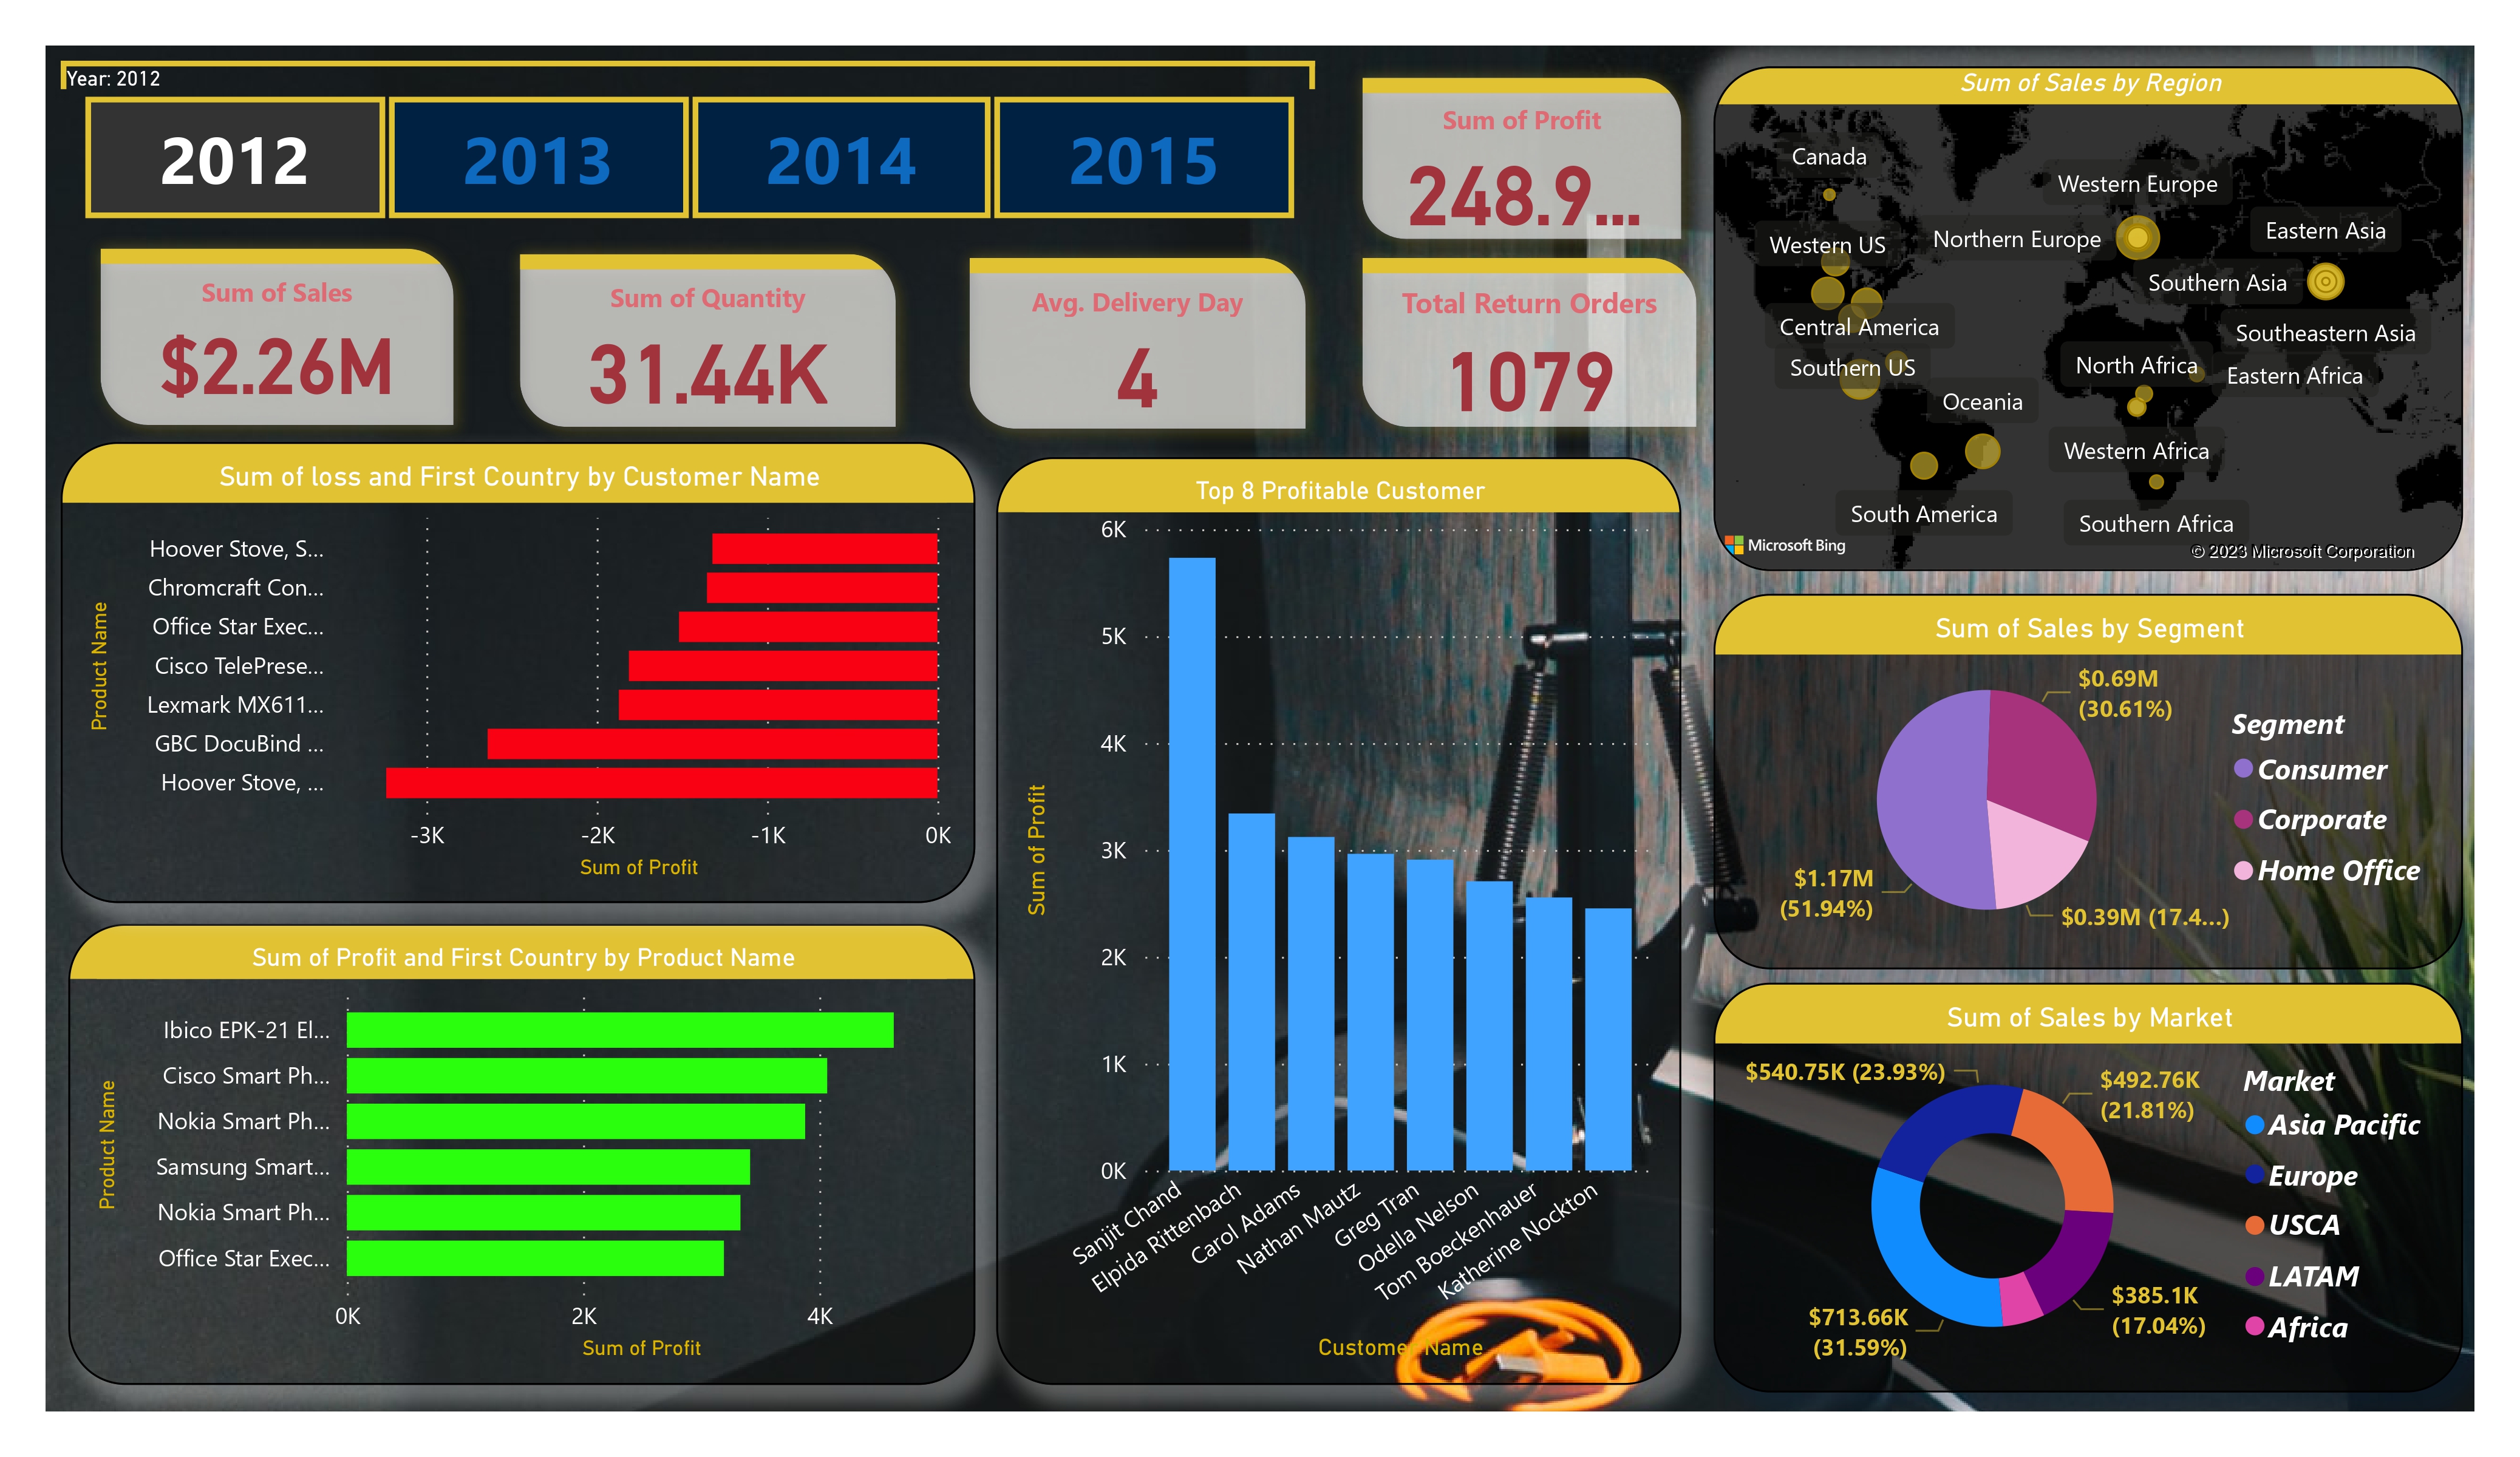 Year: 2012
2012
2013
2014
2015
Sum of Profit
248.9...
Sum of Sales
$2.26M
Sum of Quantity
31.44K
Avg. Delivery Day
4
Total Return Orders
1079
Sum of Sales by Region
Canada
Western Europe
Western US
Northern Europe
Eastern Asia
Southern Asia
Central America
Southeastern Asia
Southern US
North Africa
Eastern Africa
Oceania
Western Africa
South America
Southern Africa
Microsoft Bing
© 2023 Microsoft Corporation
Sum of loss and First Country by Customer Name
Product Name
Hoover Stove, S...
Chromcraft Con...
Office Star Exec...
Cisco TelePrese...
Lexmark MX611...
GBC DocuBind ...
Hoover Stove, ...
-3K
-2K
-1K
0K
Sum of Profit
Sum of Profit and First Country by Product Name
Product Name
Ibico EPK-21 El...
Cisco Smart Ph...
Nokia Smart Ph...
Samsung Smart...
Nokia Smart Ph...
Office Star Exec...
0K
2K
4K
Sum of Profit
Top 8 Profitable Customer
Sum of Profit
6K
5K
4K
3K
2K
1K
0K
Sanjit Chand
Elpida Rittenbach
Carol Adams
Nathan Mautz
Greg Tran
Odella Nelson
Tom Boeckenhauer
Katherine Nockton
Customer Name
Sum of Sales by Segment
$0.69M
(30.61%)
$1.17M
(51.94%)
$0.39M (17.4...)
Segment
Consumer
Corporate
Home Office
Sum of Sales by Market
$540.75K (23.93%)
$492.76K
(21.81%)
$713.66K
(31.59%)
$385.1K
(17.04%)
Market
Asia Pacific
Europe
USCA
LATAM
Africa